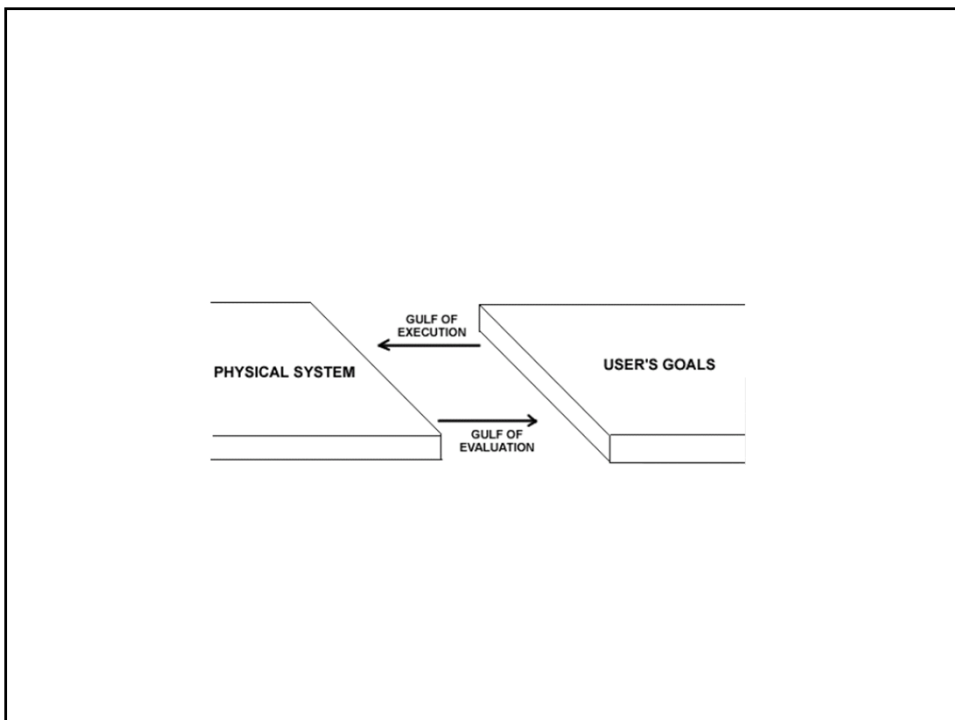 GULF OF
EXECUTION
PHYSICAL SYSTEM
USER'S GOALS
GULF OF
EVALUATION